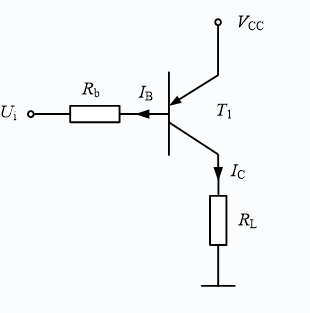 V_CC
R_b
I_B
U_i
T_1
I_C
R_L